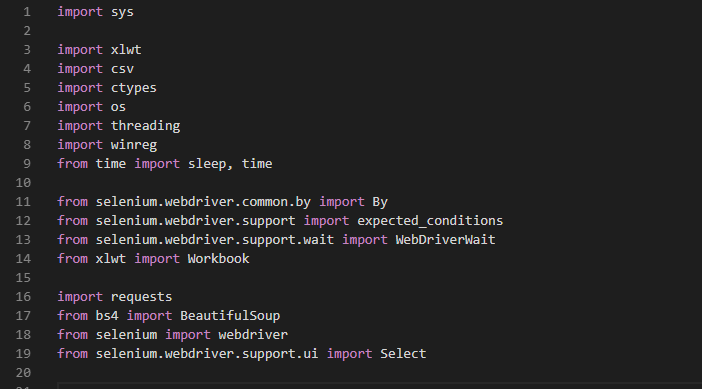 1 import sys
2
3 import xlwt
4 import csv
5 import ctypes
6 import os
7 import threading
8 import winreg
9 from time import sleep, time
10
11 from selenium.webdriver.common.by import By
12 from selenium.webdriver.support import expected_conditions
13 from selenium.webdriver.support.wait import WebDriverWait
14 from xlwt import Workbook
15
16 import requests
17 from bs4 import BeautifulSoup
18 from selenium import webdriver
19 from selenium.webdriver.support.ui import Select
20